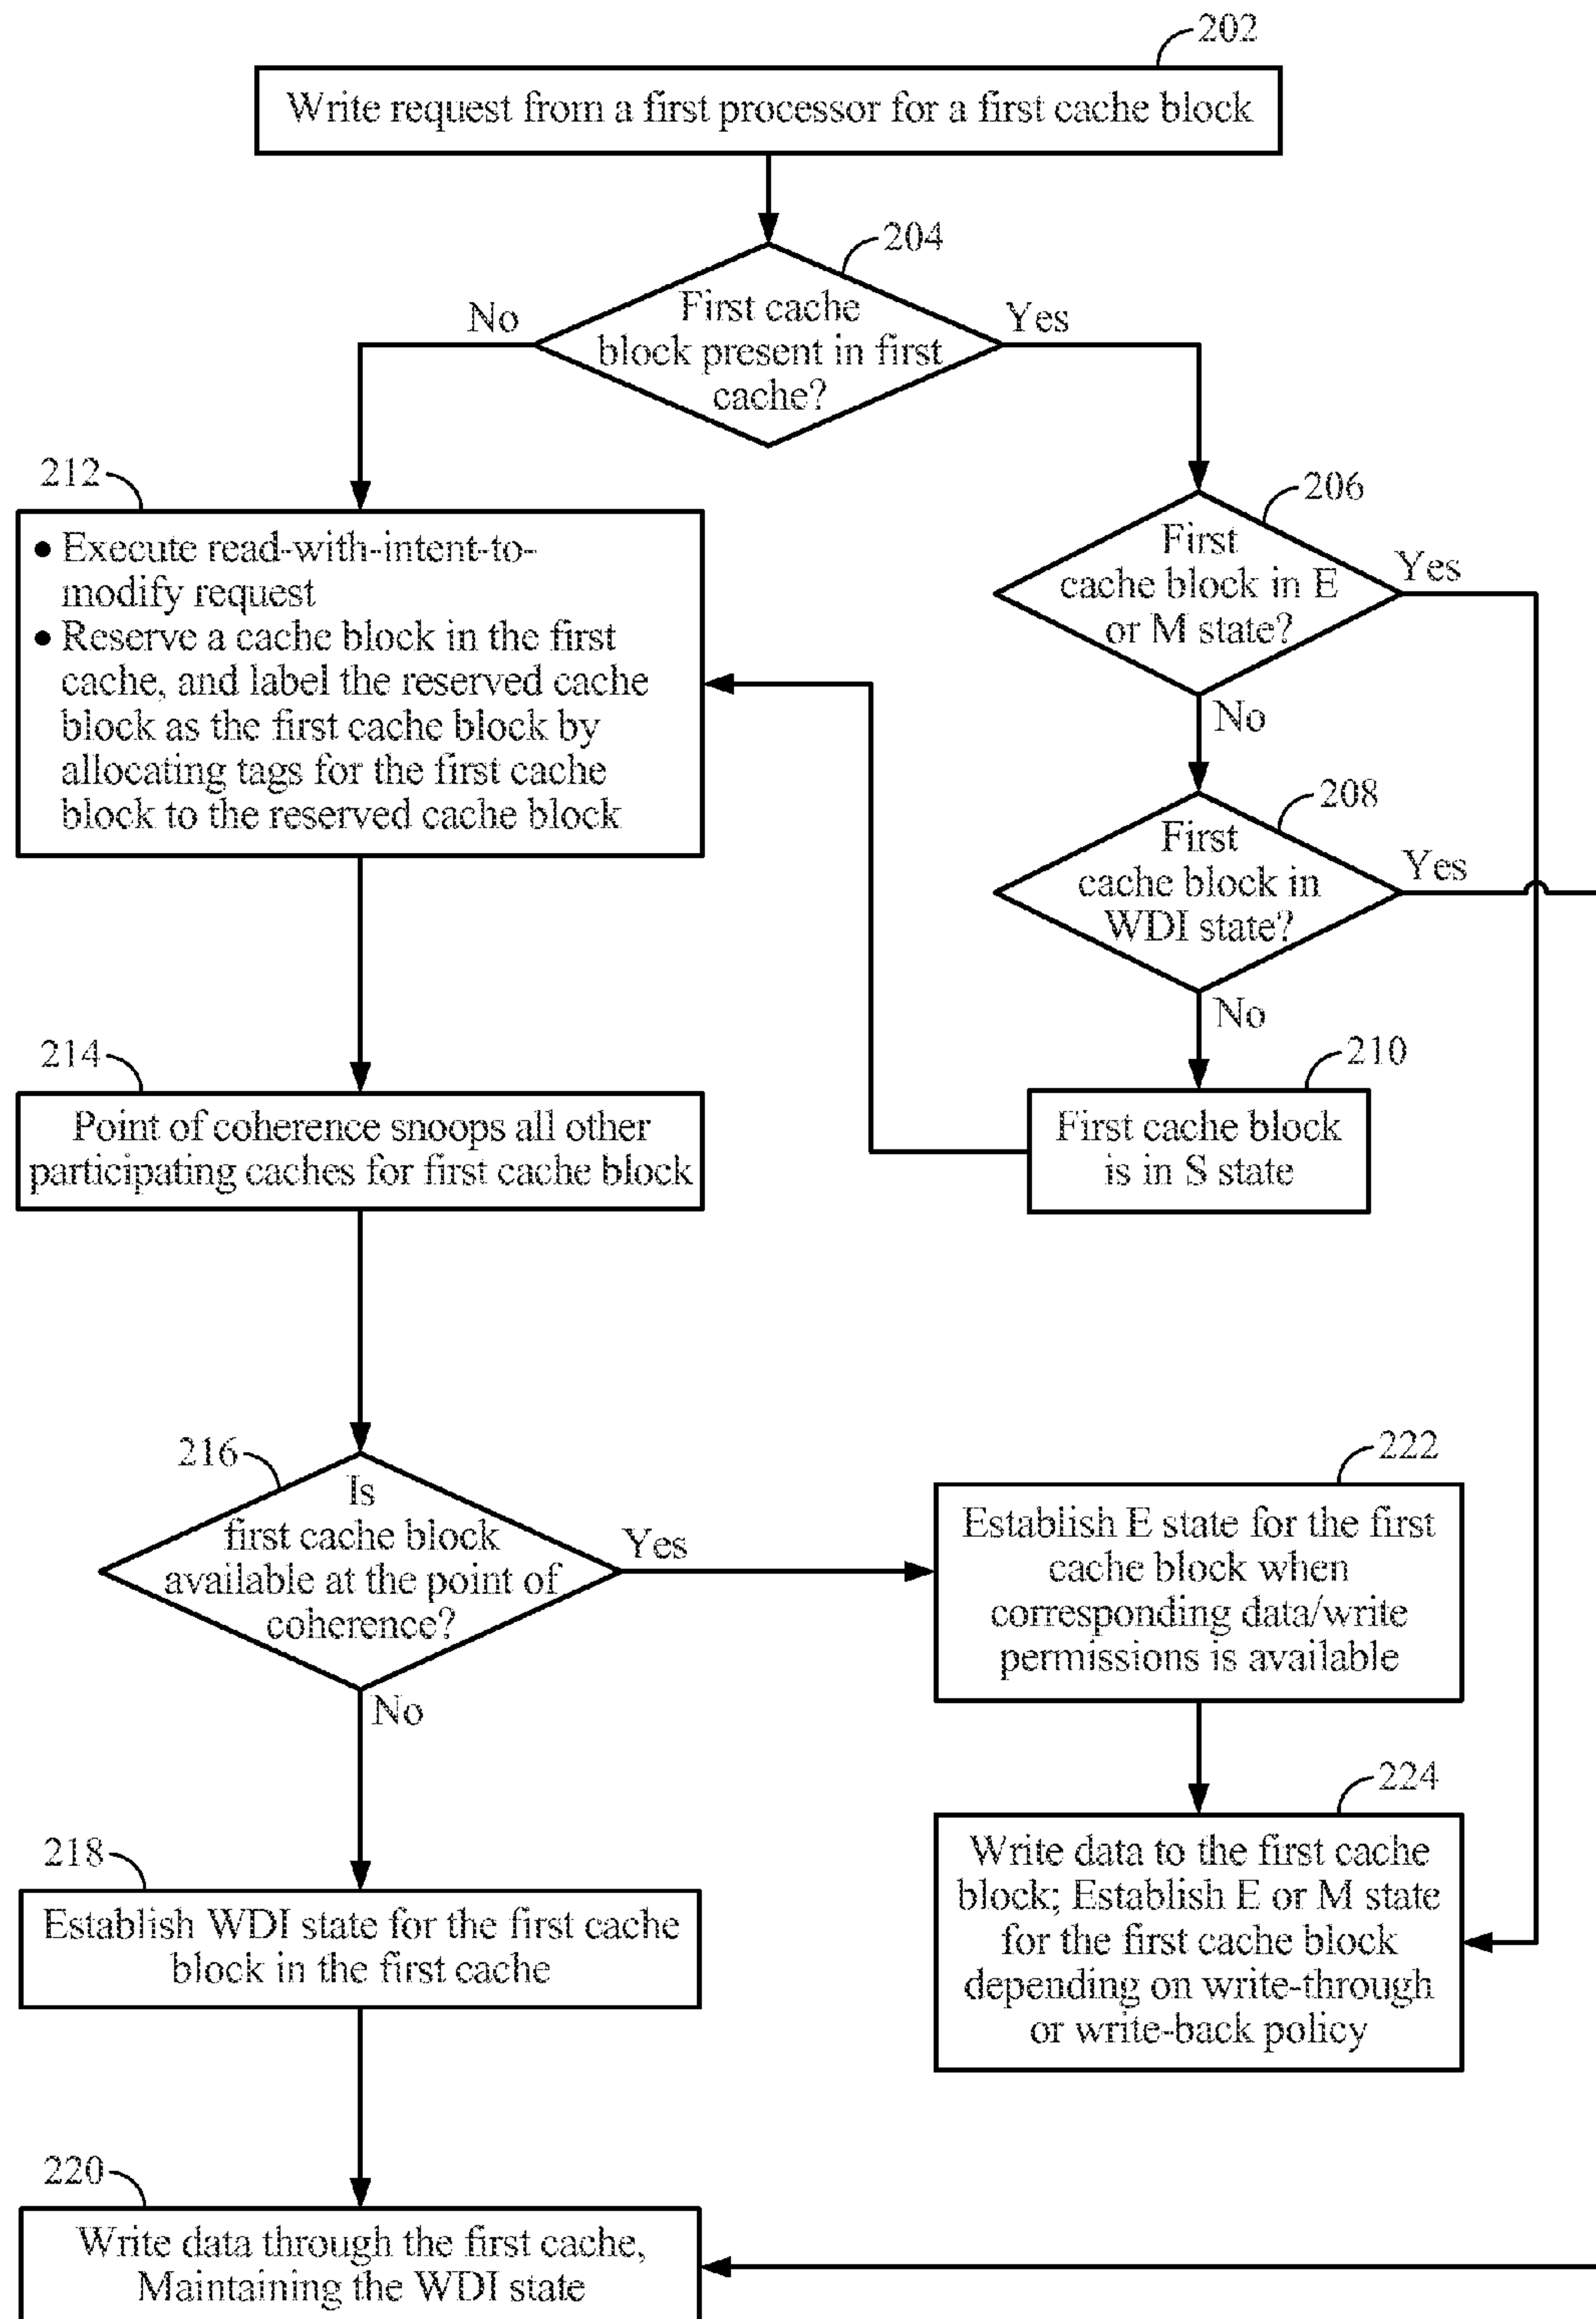 202
Write request from a first processor for a first cache block
204
First cache
block present in first
cache?
No
Yes
212
• Execute read-with-intent-to-
modify request
• Reserve a cache block in the first
cache, and label the reserved cache
block as the first cache block by
allocating tags for the first cache
block to the reserved cache block
206
First
cache block in E
or M state?
Yes
No
208
First
cache block in
WDI state?
Yes
No
210
First cache block
is in S state
214
Point of coherence snoops all other
participating caches for first cache block
216
Is
first cache block
available at the point of
coherence?
Yes
No
222
Establish E state for the first
cache block when
corresponding data/write
permissions is available
224
Write data to the first cache
block; Establish E or M state
for the first cache block
depending on write-through
or write-back policy
218
Establish WDI state for the first cache
block in the first cache
220
Write data through the first cache,
Maintaining the WDI state